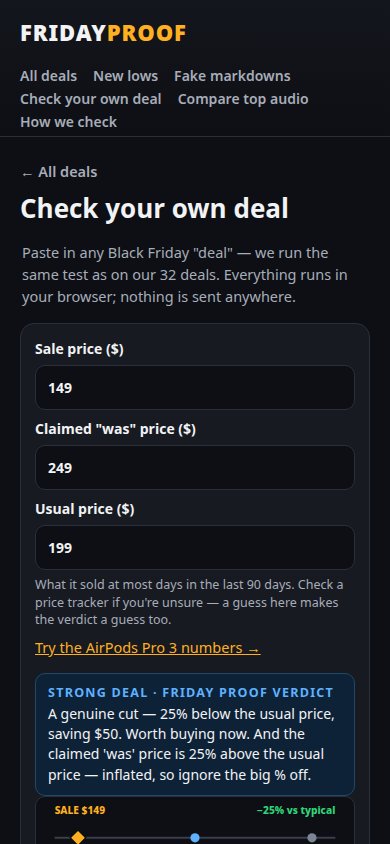 FRIDAYPROOF
All deals New lows Fake markdowns
Check your own deal Compare top audio
How we check
← All deals
Check your own deal
Paste in any Black Friday "deal" — we run the
same test as on our 32 deals. Everything runs in
your browser; nothing is sent anywhere.
Sale price ($)
149
Claimed "was" price ($)
249
Usual price ($)
199
What it sold at most days in the last 90 days. Check a
price tracker if you're unsure — a guess here makes
the verdict a guess too.
Try the AirPods Pro 3 numbers →
STRONG DEAL · FRIDAY PROOF VERDICT
A genuine cut — 25% below the usual price,
saving $50. Worth buying now. And the
claimed 'was' price is 25% above the usual
price — inflated, so ignore the big % off.
SALE $149 −25% vs typical